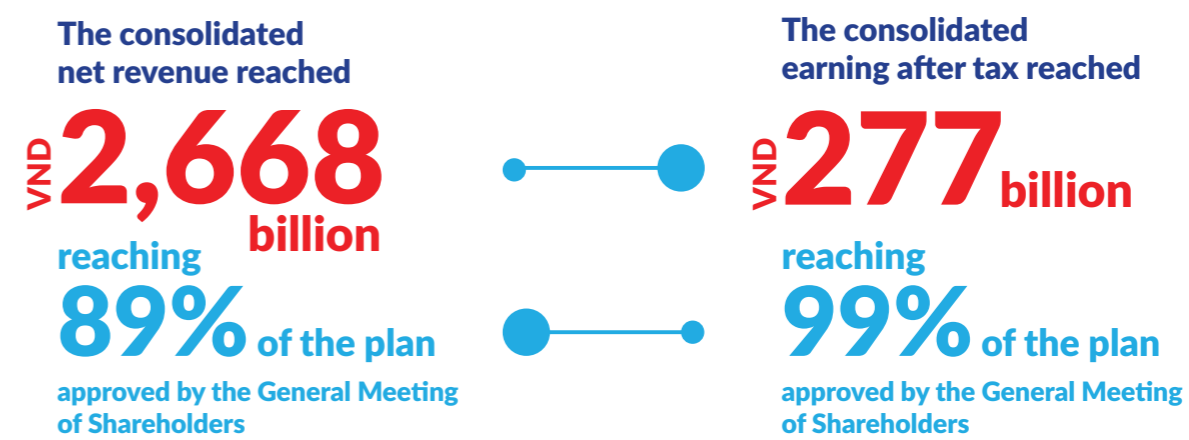 The consolidated
net revenue reached
VND 2,668
billion
reaching
89% of the plan
approved by the General Meeting
of Shareholders
The consolidated
earning after tax reached
VND 277 billion
reaching
99% of the plan
approved by the General Meeting
of Shareholders